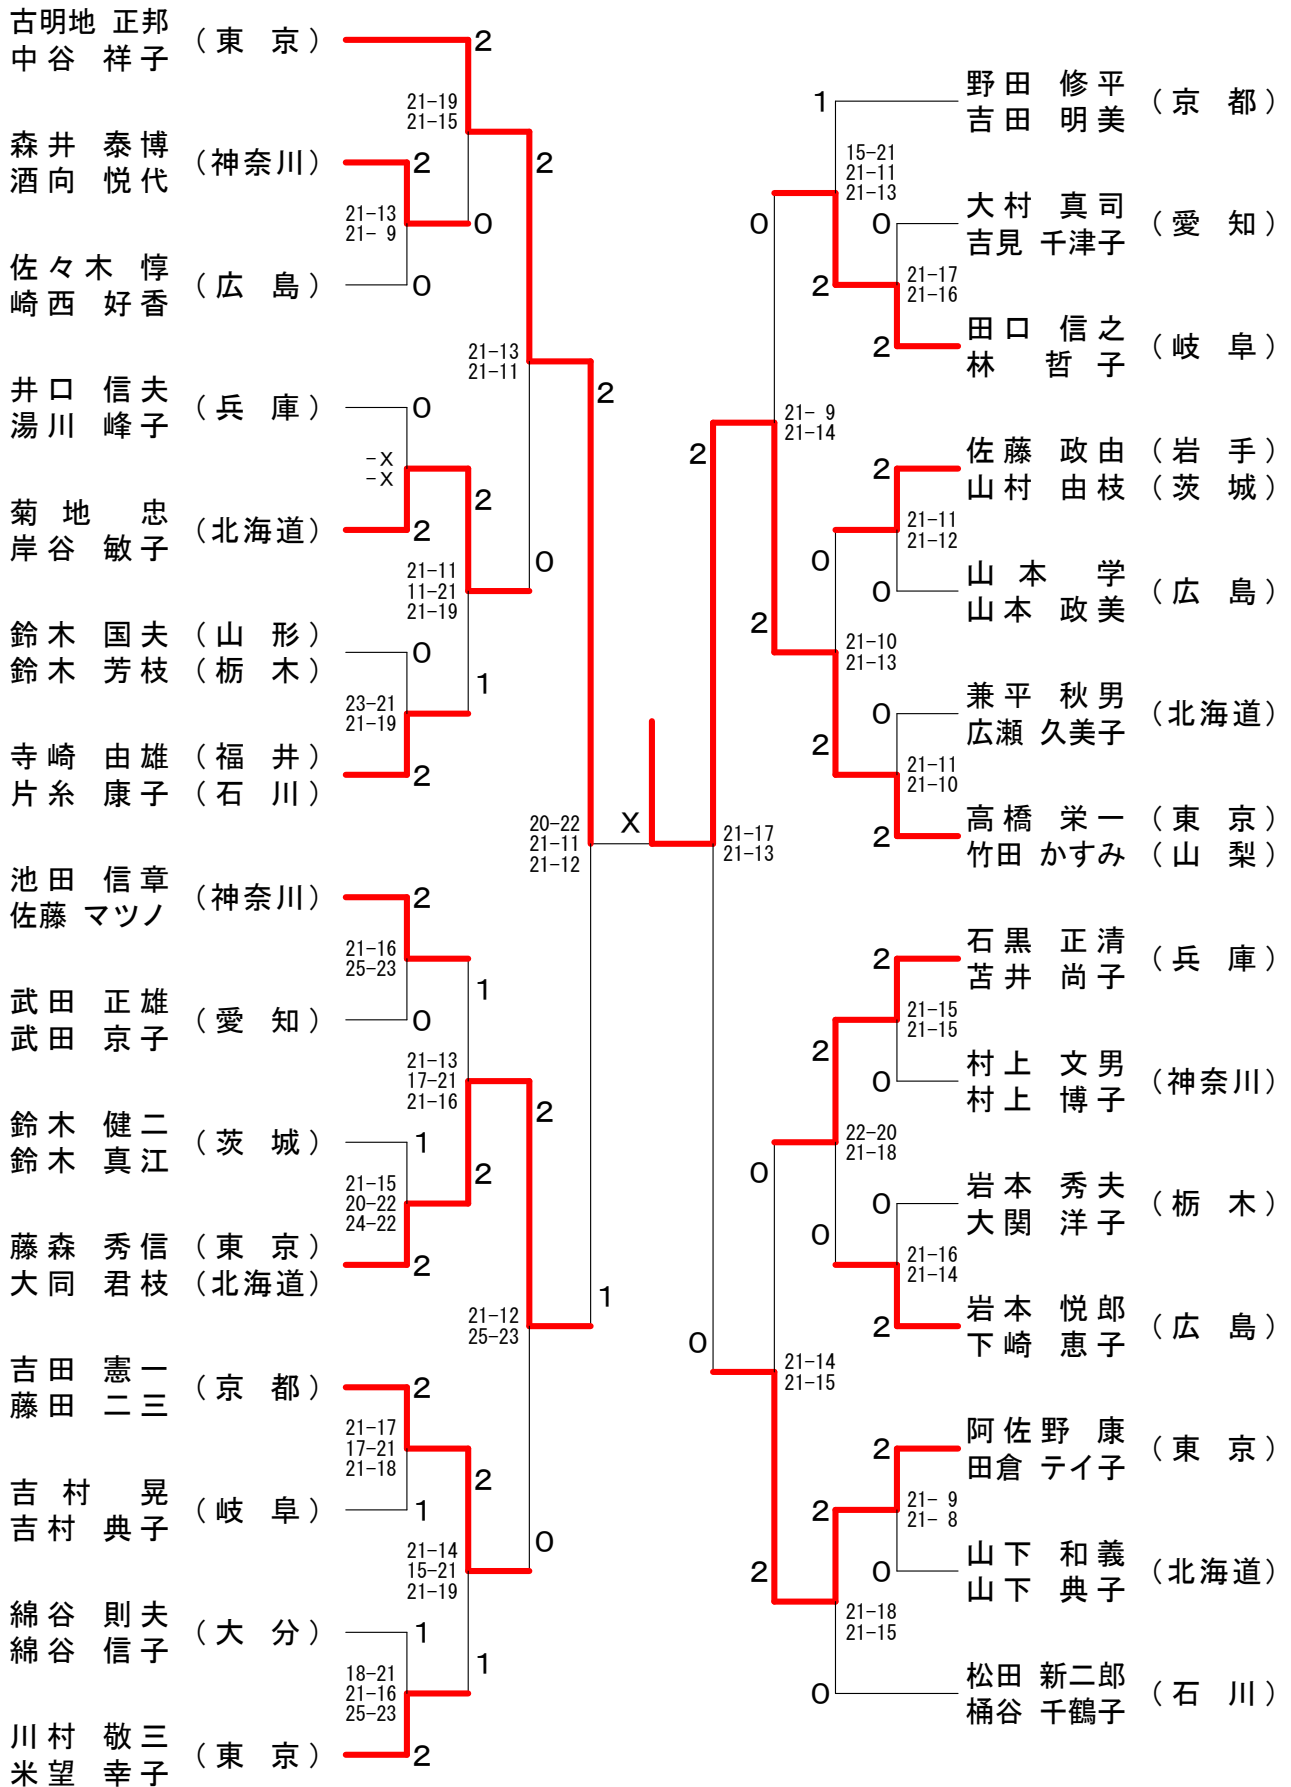 古明地 正邦
中谷 祥子
（東 京）
2
21-19
21-15
森井 泰博
酒向 悦代
（神奈川）
2
2
21-13
21- 9
0
佐々木 惇
崎西 好香
（広 島）
0
21-13
21-11
2
井口 信夫
湯川 峰子
（兵 庫）
0
-X
-X
2
菊地 忠
岸谷 敏子
（北海道）
2
0
21-11
11-21
21-19
鈴木 国夫
鈴木 芳枝
（山 形）
（栃 木）
0
1
23-21
21-19
寺崎 由雄
片糸 康子
（福 井）
（石 川）
2
20-22
21-11
21-12
X
池田 信章
佐藤 マツノ
（神奈川）
2
21-16
25-23
1
武田 正雄
武田 京子
（愛 知）
0
21-13
17-21
21-16
2
鈴木 健二
鈴木 真江
（茨 城）
1
2
21-15
20-22
24-22
藤森 秀信
大同 君枝
（東 京）
（北海道）
2
1
21-12
25-23
吉田 憲一
藤田 二三
（京 都）
2
21-17
17-21
21-18
2
吉村 晃
吉村 典子
（岐 阜）
1
0
21-14
15-21
21-19
綿谷 則夫
綿谷 信子
（大 分）
1
1
18-21
21-16
25-23
川村 敬三
米望 幸子
（東 京）
2
1
野田 修平
吉田 明美
（京 都）
15-21
21-11
21-13
0
0
大村 真司
吉見 千津子
（愛 知）
2
21-17
21-16
2
田口 信之
林 哲子
（岐 阜）
21- 9
21-14
2
2
佐藤 政由
山村 由枝
（岩 手）
（茨 城）
21-11
21-12
0
0
山本 学
山本 政美
（広 島）
2
21-10
21-13
0
兼平 秋男
広瀬 久美子
（北海道）
2
21-11
21-10
2
高橋 栄一
竹田 かすみ
（東 京）
（山 梨）
21-17
21-13
2
石黒 正清
苫井 尚子
（兵 庫）
21-15
21-15
2
0
村上 文男
村上 博子
（神奈川）
22-20
21-18
0
0
岩本 秀夫
大関 洋子
（栃 木）
0
21-16
21-14
2
岩本 悦郎
下崎 恵子
（広 島）
0
21-14
21-15
2
阿佐野 康
田倉 テイ子
（東 京）
21- 9
21- 8
2
2
0
山下 和義
山下 典子
（北海道）
21-18
21-15
0
松田 新二郎
桶谷 千鶴子
（石 川）